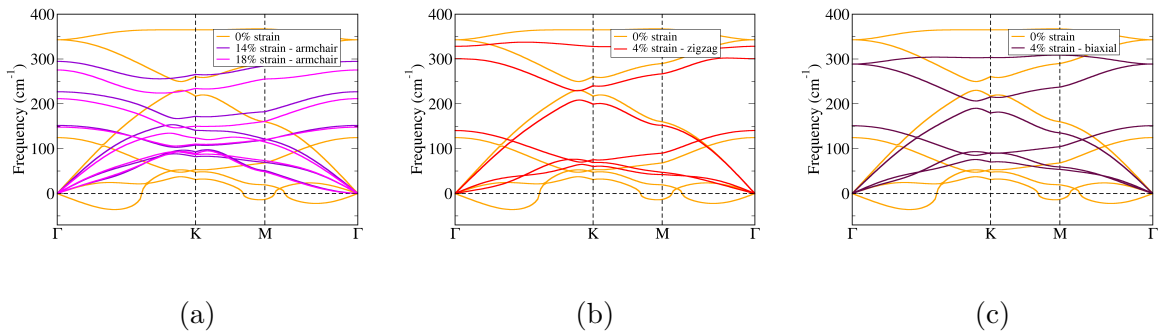 400
300
200
100
0
Frequency (cm⁻¹)
0% strain
14% strain - armchair
18% strain - armchair
Γ K M Γ
(a)
400
300
200
100
0
Frequency (cm⁻¹)
0% strain
4% strain - zigzag
Γ K M Γ
(b)
400
300
200
100
0
Frequency (cm⁻¹)
0% strain
4% strain - biaxial
Γ K M Γ
(c)